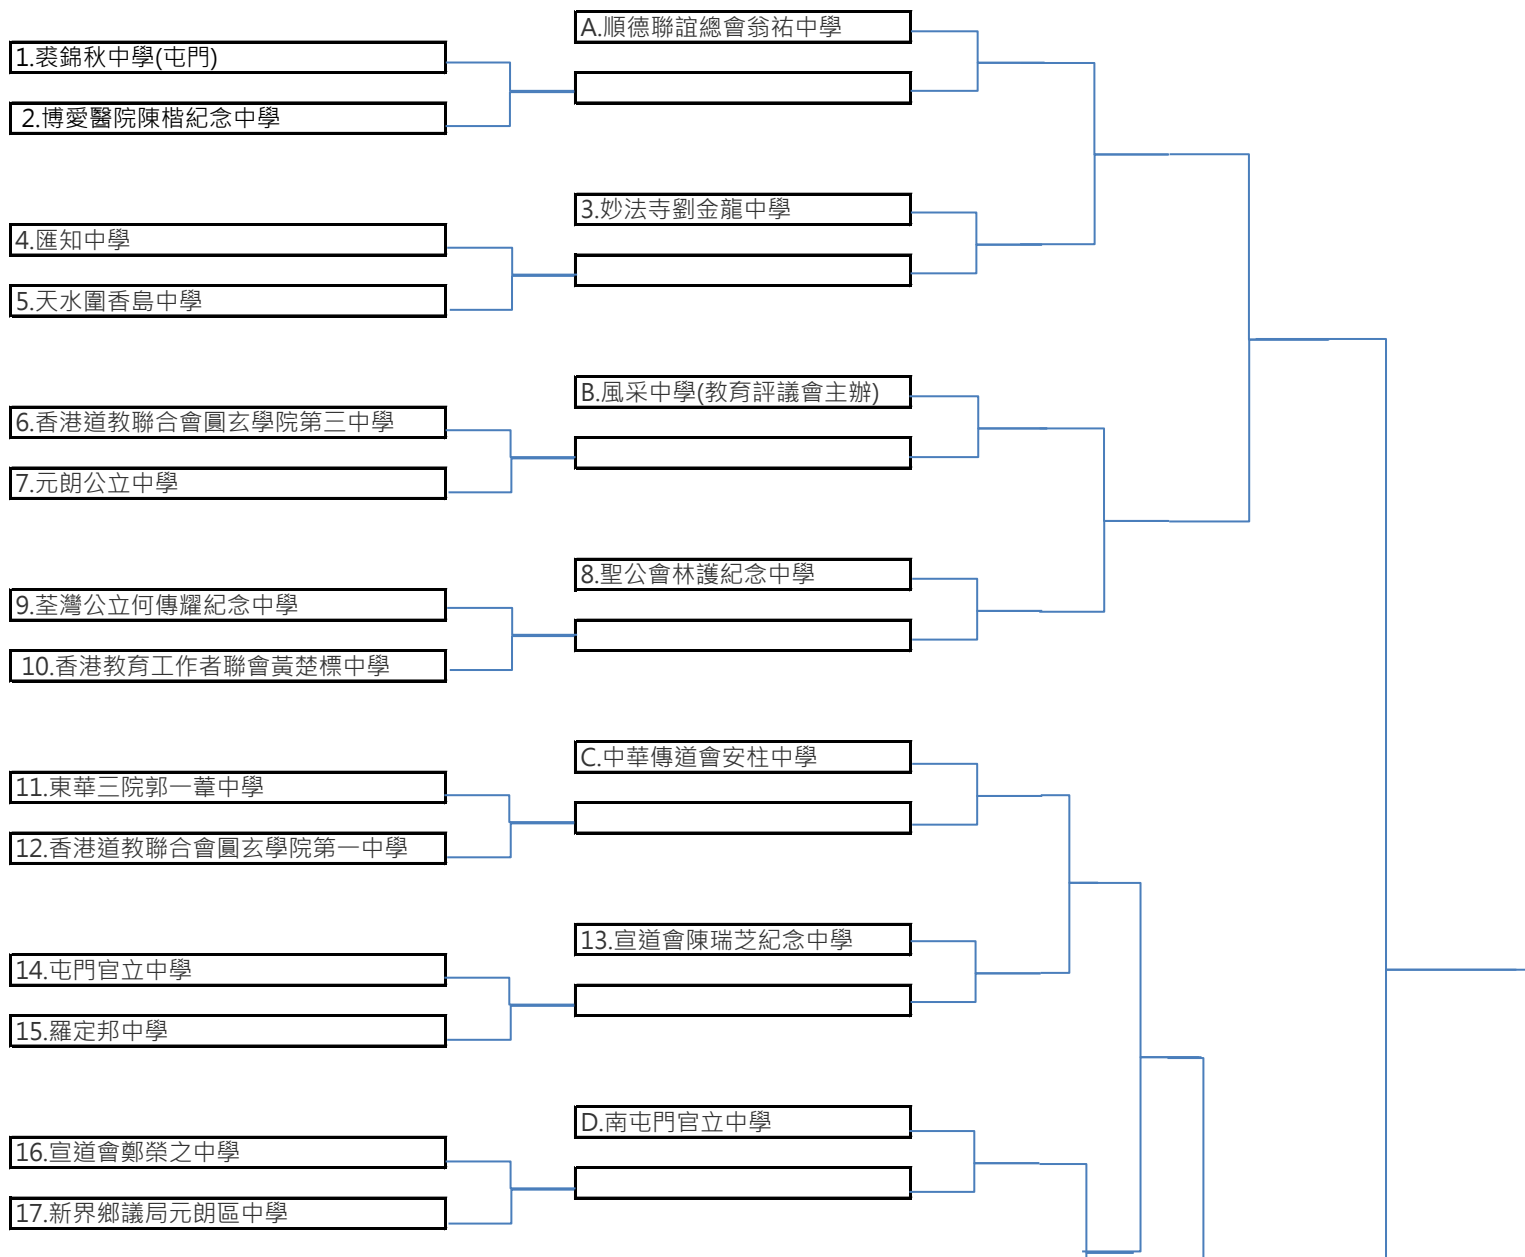 A.順德聯誼總會翁祐中學
1.裘錦秋中學(屯門)
2.博愛醫院陳楷紀念中學
3.妙法寺劉金龍中學
4.匯知中學
5.天水圍香島中學
B.風采中學(教育評議會主辦)
6.香港道教聯合會圓玄學院第三中學
7.元朗公立中學
8.聖公會林護紀念中學
9.荃灣公立何傳耀紀念中學
10.香港教育工作者聯會黃楚標中學
C.中華傳道會安柱中學
11.東華三院郭一葦中學
12.香港道教聯合會圓玄學院第一中學
13.宣道會陳瑞芝紀念中學
14.屯門官立中學
15.羅定邦中學
D.南屯門官立中學
16.宣道會鄭榮之中學
17.新界鄉議局元朗區中學